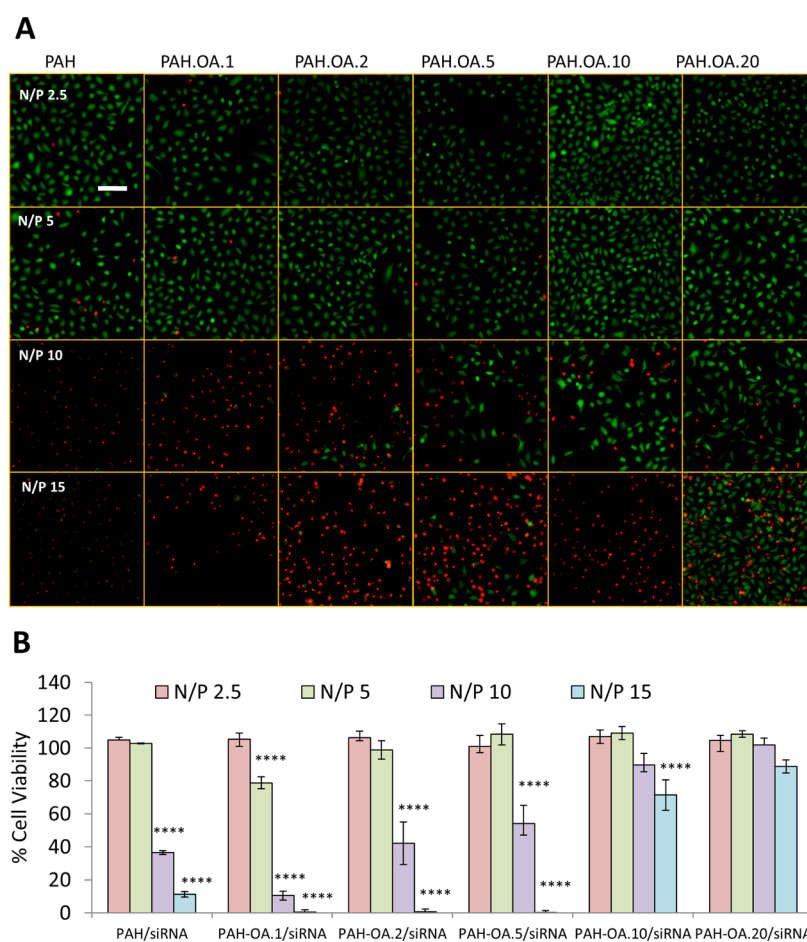 A
PAH PAH.OA.1 PAH.OA.2 PAH.OA.5 PAH.OA.10 PAH.OA.20
N/P 2.5
N/P 5
N/P 10
N/P 15
B
140
120
100
80
60
40
20
0
% Cell Viability
N/P 2.5 N/P 5 N/P 10 N/P 15
**** **** **** **** **** **** **** **** **** ****
PAH/siRNA PAH-OA.1/siRNA PAH-OA.2/siRNA PAH-OA.5/siRNA PAH-OA.10/siRNA PAH-OA.20/siRNA